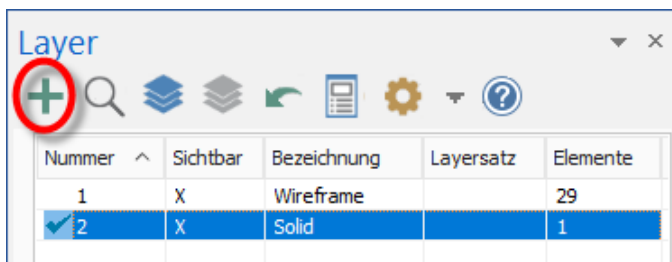 Layer
Nummer Sichtbar Bezeichnung Layersatz Elemente
1 X Wireframe 29
2 X Solid 1